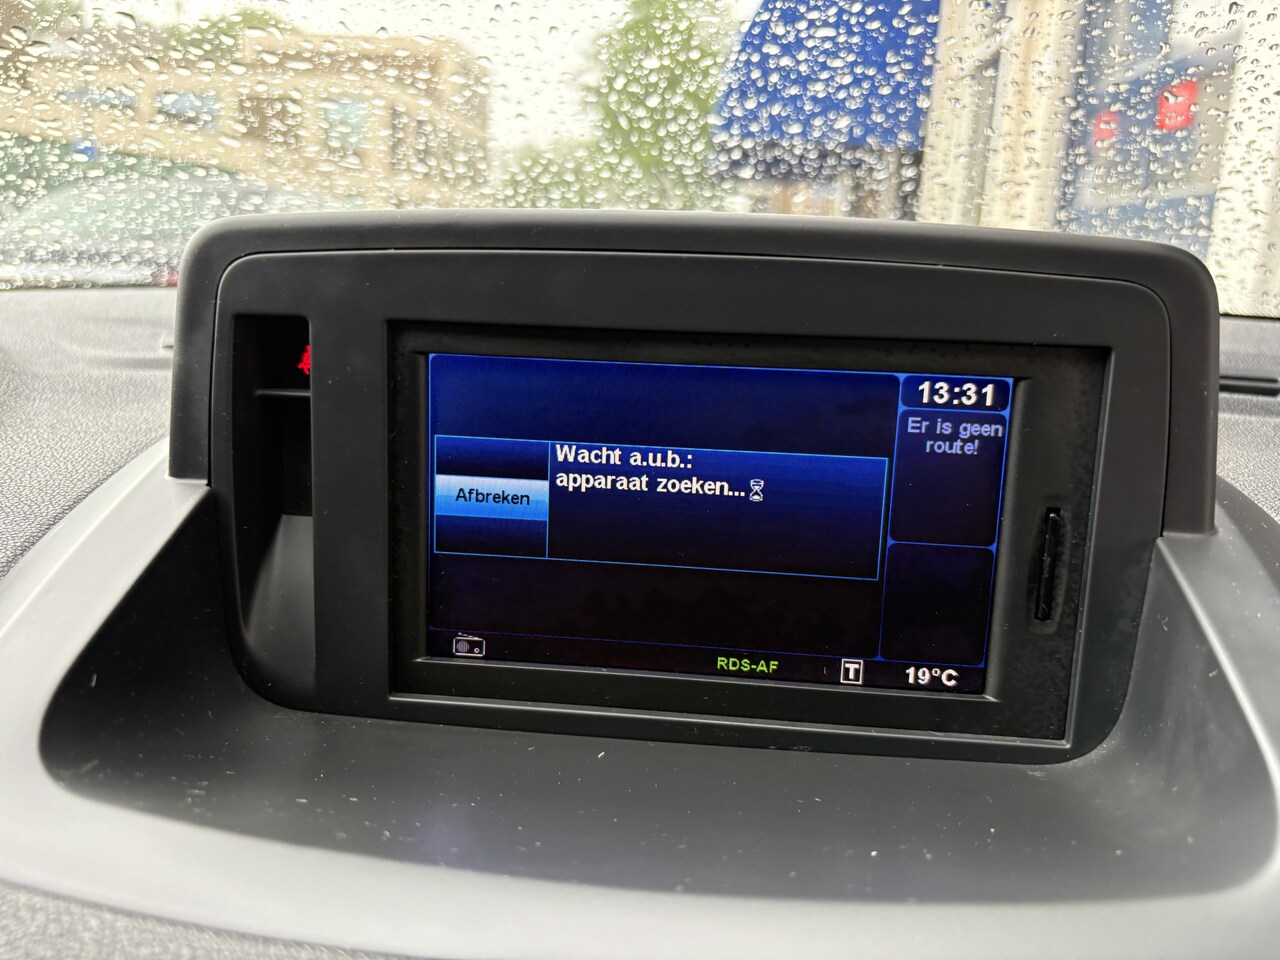 13:31
Er is geen
route!
Wacht a.u.b.:
apparaat zoeken...
Afbreken
RDS-AF
T
19°C